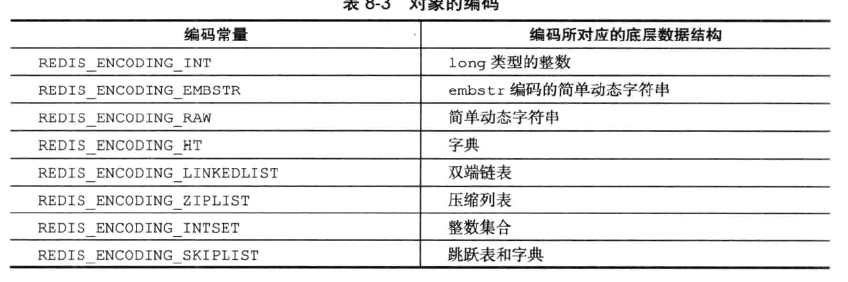 表 8-3 对象的编码
编码常量 编码所对应的底层数据结构
REDIS_ENCODING_INT long 类型的整数
REDIS_ENCODING_EMBSTR embstr 编码的简单动态字符串
REDIS_ENCODING_RAW 简单动态字符串
REDIS_ENCODING_HT 字典
REDIS_ENCODING_LINKEDLIST 双端链表
REDIS_ENCODING_ZIPLIST 压缩列表
REDIS_ENCODING_INTSET 整数集合
REDIS_ENCODING_SKIPLIST 跳跃表和字典